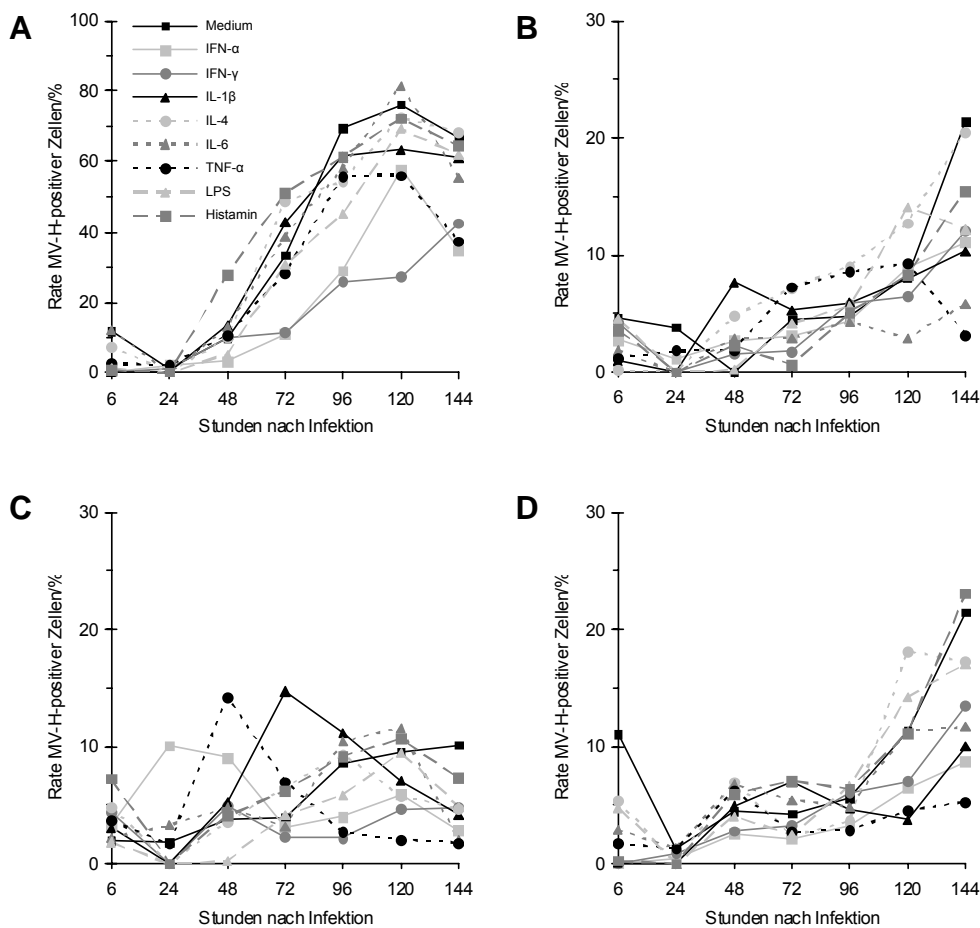 A
Rate MV-H-positiver Zellen/%
100
80
60
40
20
0
Medium
IFN-α
IFN-γ
IL-1β
IL-4
IL-6
TNF-α
LPS
Histamin
6 24 48 72 96 120 144
Stunden nach Infektion
B
Rate MV-H-positiver Zellen/%
30
20
10
0
6 24 48 72 96 120 144
Stunden nach Infektion
C
Rate MV-H-positiver Zellen/%
30
20
10
0
6 24 48 72 96 120 144
Stunden nach Infektion
D
Rate MV-H-positiver Zellen/%
30
20
10
0
6 24 48 72 96 120 144
Stunden nach Infektion